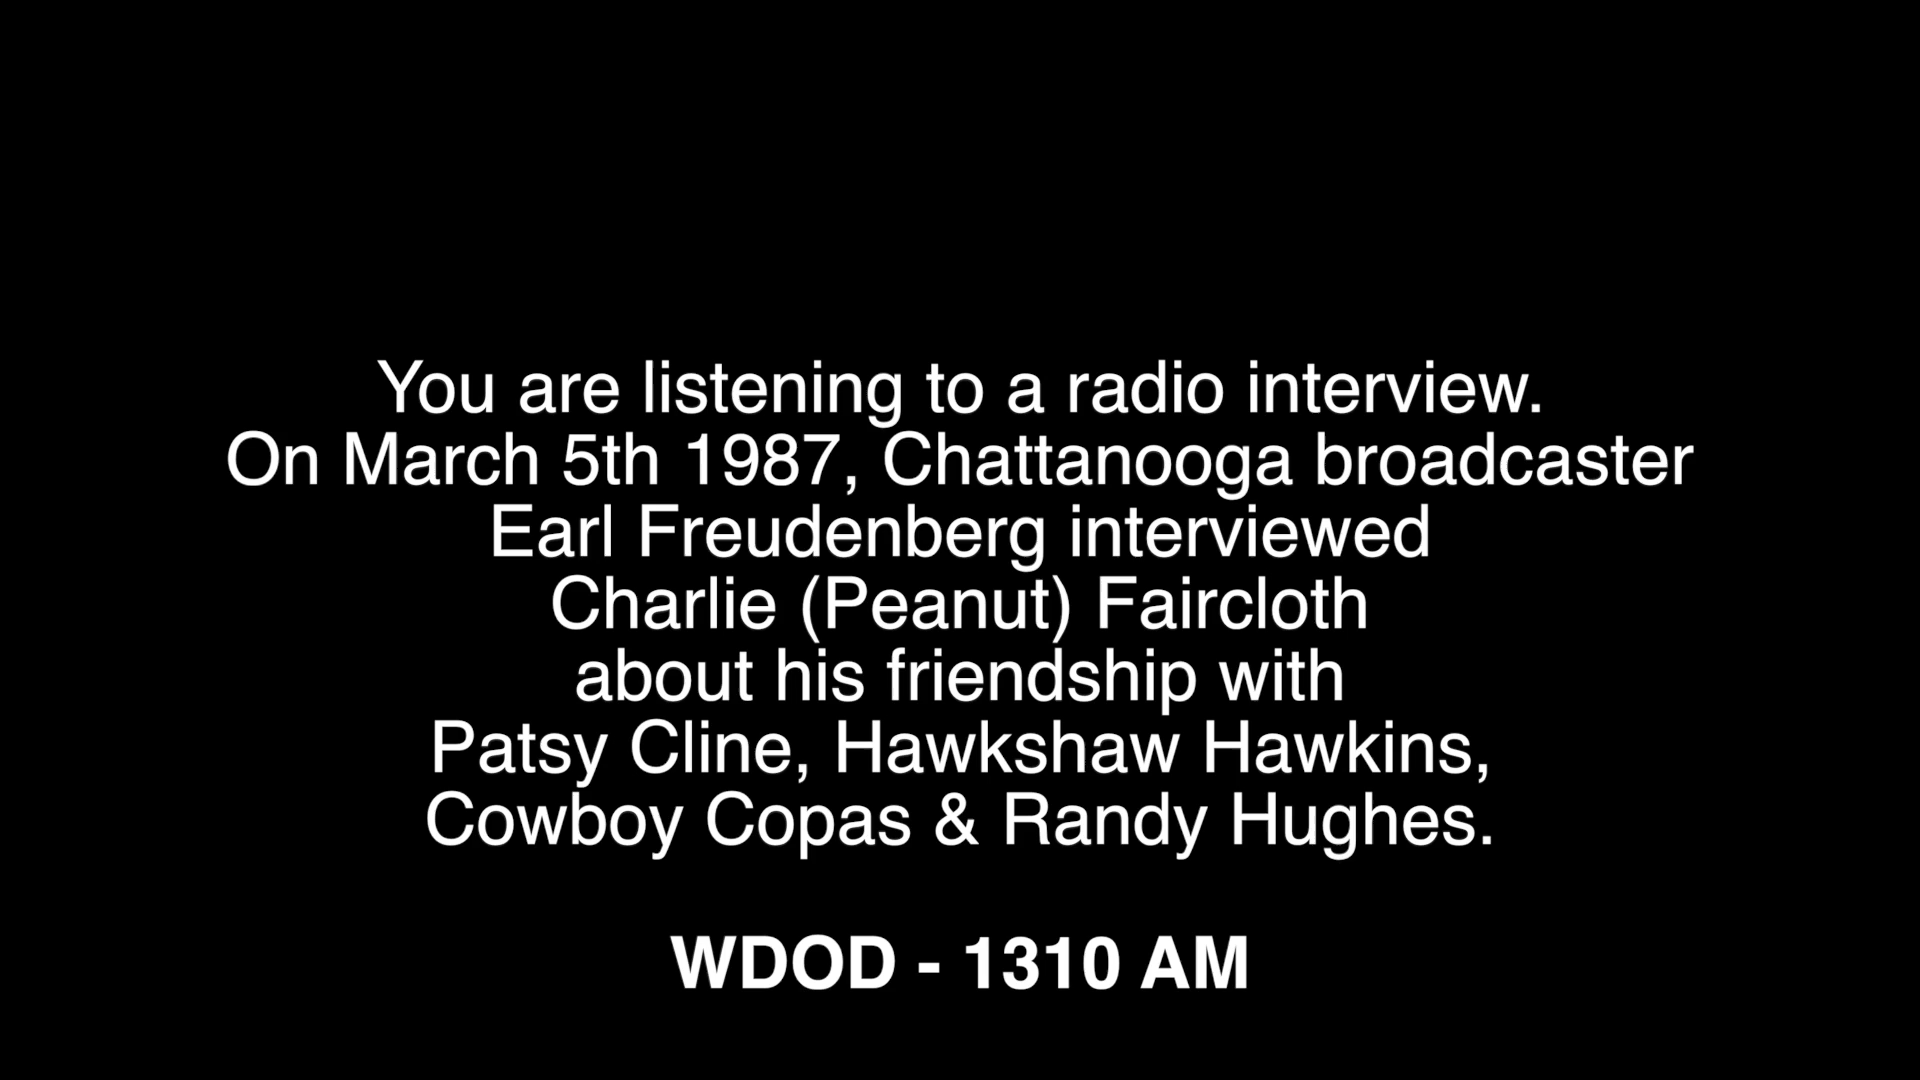 You are listening to a radio interview.
On March 5th 1987, Chattanooga broadcaster
Earl Freudenberg interviewed
Charlie (Peanut) Faircloth
about his friendship with
Patsy Cline, Hawkshaw Hawkins,
Cowboy Copas & Randy Hughes.
WDOD - 1310 AM